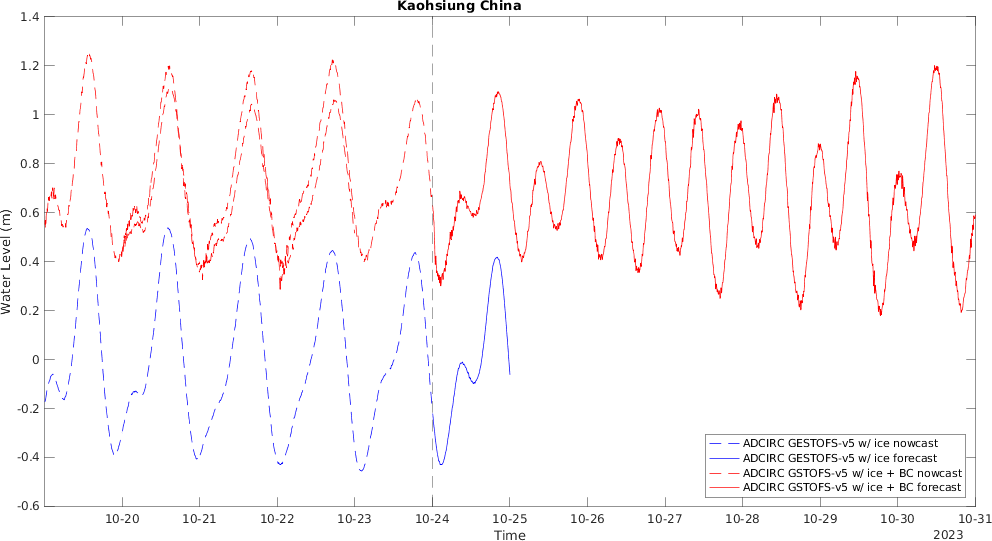 Kaohsiung China
1.4
1.2
1
0.8
0.6
0.4
0.2
0
-0.2
-0.4
-0.6
Water Level (m)
ADCIRC GESTOFS-v5 w/ ice nowcast
ADCIRC GESTOFS-v5 w/ ice forecast
ADCIRC GSTOFS-v5 w/ ice + BC nowcast
ADCIRC GSTOFS-v5 w/ ice + BC forecast
10-20 10-21 10-22 10-23 10-24 10-25 10-26 10-27 10-28 10-29 10-30 10-31
Time
2023